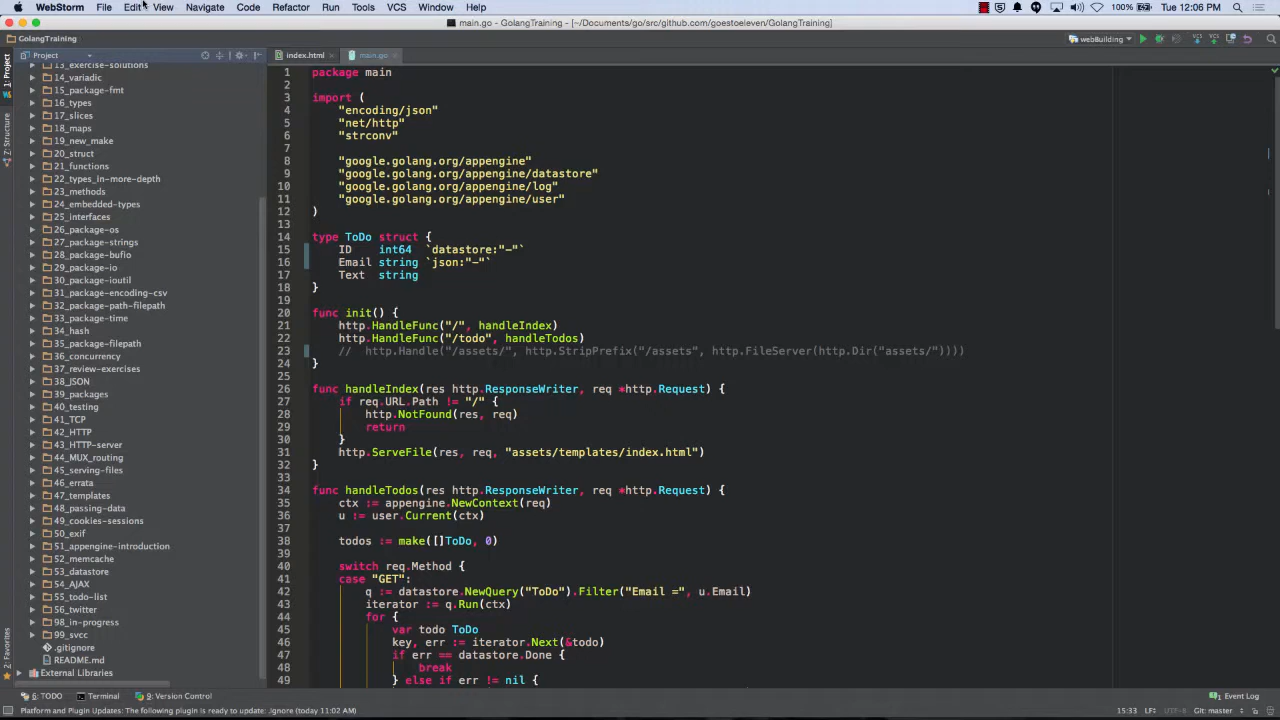 WebStorm File Edit View Navigate Code Refactor Run Tools VCS Window Help 100% Tue 12:06 PM
main.go - GolangTraining - [~/Documents/go/src/github.com/goestoeleven/GolangTraining]
GolangTraining webBuilding
Project index.html main.go
1: Project
Z: Structure
2: Favorites
13_exercise-solutions
14_variadic
15_package-fmt
16_types
17_slices
18_maps
19_new_make
20_struct
21_functions
22_types_in-more-depth
23_methods
24_embedded-types
25_interfaces
26_package-os
27_package-strings
28_package-bufio
29_package-io
30_package-ioutil
31_package-encoding-csv
32_package-path-filepath
33_package-time
34_hash
35_package-filepath
36_concurrency
37_review-exercises
38_JSON
39_packages
40_testing
41_TCP
42_HTTP
43_HTTP-server
44_MUX_routing
45_serving-files
46_errata
47_templates
48_passing-data
49_cookies-sessions
50_exif
51_appengine-introduction
52_memcache
53_datastore
54_AJAX
55_todo-list
56_twitter
98_in-progress
99_svcc
.gitignore
README.md
External Libraries
1 package main
2
3 import (
4 "encoding/json"
5 "net/http"
6 "strconv"
7
8 "google.golang.org/appengine"
9 "google.golang.org/appengine/datastore"
10 "google.golang.org/appengine/log"
11 "google.golang.org/appengine/user"
12 )
13
14 type ToDo struct {
15 ID int64 `datastore:"-"`
16 Email string `json:"-"`
17 Text string
18 }
19
20 func init() {
21 http.HandleFunc("/", handleIndex)
22 http.HandleFunc("/todo", handleTodos)
23 // http.Handle("/assets/", http.StripPrefix("/assets", http.FileServer(http.Dir("assets/"))))
24 }
25
26 func handleIndex(res http.ResponseWriter, req *http.Request) {
27 if req.URL.Path != "/" {
28 http.NotFound(res, req)
29 return
30 }
31 http.ServeFile(res, req, "assets/templates/index.html")
32 }
33
34 func handleTodos(res http.ResponseWriter, req *http.Request) {
35 ctx := appengine.NewContext(req)
36 u := user.Current(ctx)
37
38 todos := make([]ToDo, 0)
39
40 switch req.Method {
41 case "GET":
42 q := datastore.NewQuery("ToDo").Filter("Email =", u.Email)
43 iterator := q.Run(ctx)
44 for {
45 var todo ToDo
46 key, err := iterator.Next(&todo)
47 if err == datastore.Done {
48 break
49 } else if err != nil {
6: TODO Terminal 9: Version Control Event Log
Platform and Plugin Updates: The following plugin is ready to update: .ignore (today 11:02 AM) 15:33 LF÷ UTF-8 Git: master